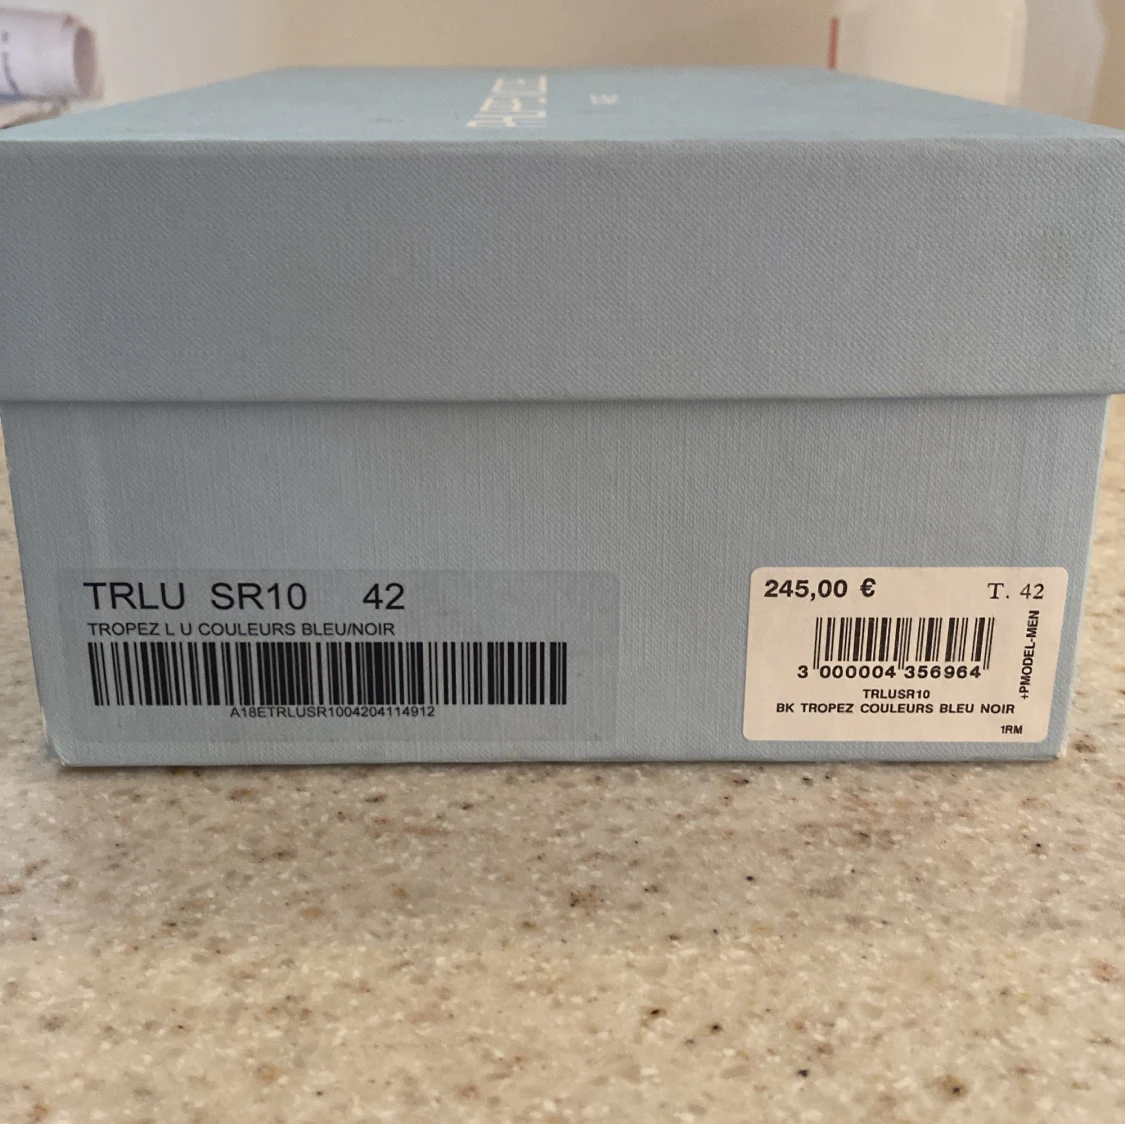 TRLU SR10 42
TROPEZ L U COULEURS BLEU/NOIR
A18ETRLUSR1004204114912
245,00 €
T. 42
3 000004 356964
TRLUSR10
BK TROPEZ COULEURS BLEU NOIR
+PMODEL-MEN
1RM